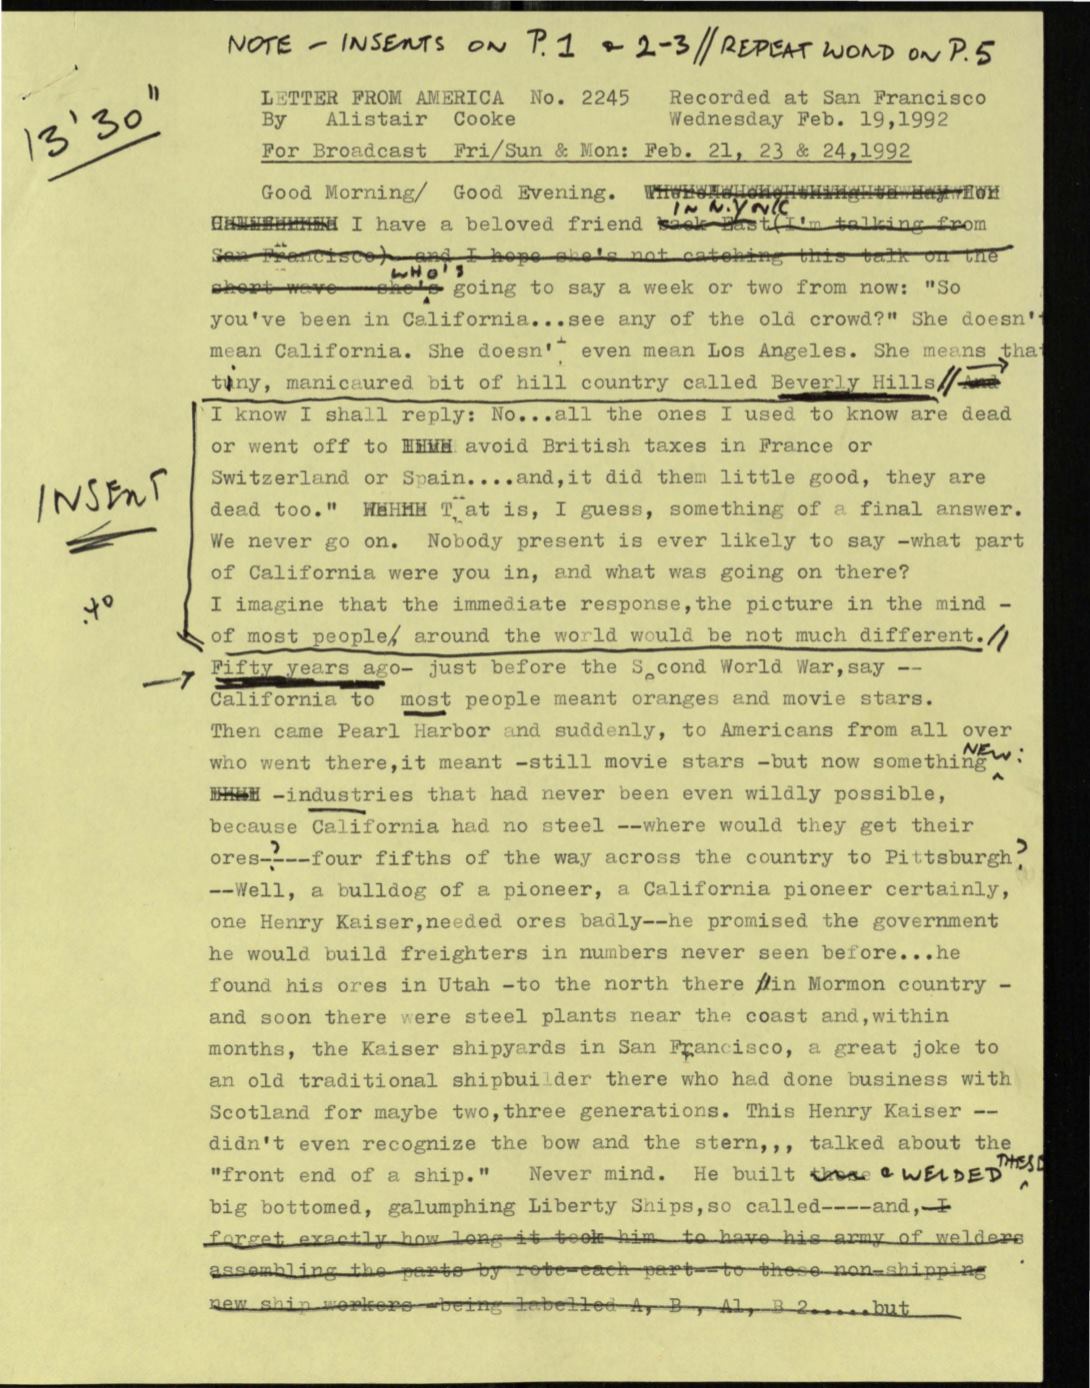 NOTE - INSERTS ON P.1 & 2-3 // REPEAT WORD ON P.5
13'30"
LETTER FROM AMERICA No. 2245 Recorded at San Francisco
By Alistair Cooke Wednesday Feb. 19,1992
For Broadcast Fri/Sun & Mon: Feb. 21, 23 & 24,1992
Good Morning/ Good Evening.
IN N.YORK
I have a beloved friend back East(I'm talking from
San Francisco) and I hope she's not catching this talk on the
WHO'S
short wave she's going to say a week or two from now: "So
you've been in California...see any of the old crowd?" She doesn't
mean California. She doesn't even mean Los Angeles. She means that
tiny, manicaured bit of hill country called Beverly Hills// And
I know I shall reply: No...all the ones I used to know are dead
or went off to avoid British taxes in France or
INSERT
Switzerland or Spain....and,it did them little good, they are
dead too." T at is, I guess, something of a final answer.
We never go on. Nobody present is ever likely to say -what part
of California were you in, and what was going on there?
.40
I imagine that the immediate response,the picture in the mind -
of most people, around the world would be not much different.//
Fifty years ago- just before the S cond World War,say --
California to most people meant oranges and movie stars.
Then came Pearl Harbor and suddenly, to Americans from all over
who went there,it meant -still movie stars -but now something NEW:
-industries that had never been even wildly possible,
because California had no steel --where would they get their
ores-?---four fifths of the way across the country to Pittsburgh?
--Well, a bulldog of a pioneer, a California pioneer certainly,
one Henry Kaiser,needed ores badly--he promised the government
he would build freighters in numbers never seen before...he
found his ores in Utah -to the north there //in Mormon country -
and soon there were steel plants near the coast and,within
months, the Kaiser shipyards in San Francisco, a great joke to
an old traditional shipbuilder there who had done business with
Scotland for maybe two,three generations. This Henry Kaiser --
didn't even recognize the bow and the stern,,, talked about the
"front end of a ship." Never mind. He built those & WELDED THESE
big bottomed, galumphing Liberty Ships,so called----and,-I
forget exactly how long it took him to have his army of welders
assembling the parts by rote-each part--to these non-shipping
new ship workers -being labelled A, B , A1, B 2.....but